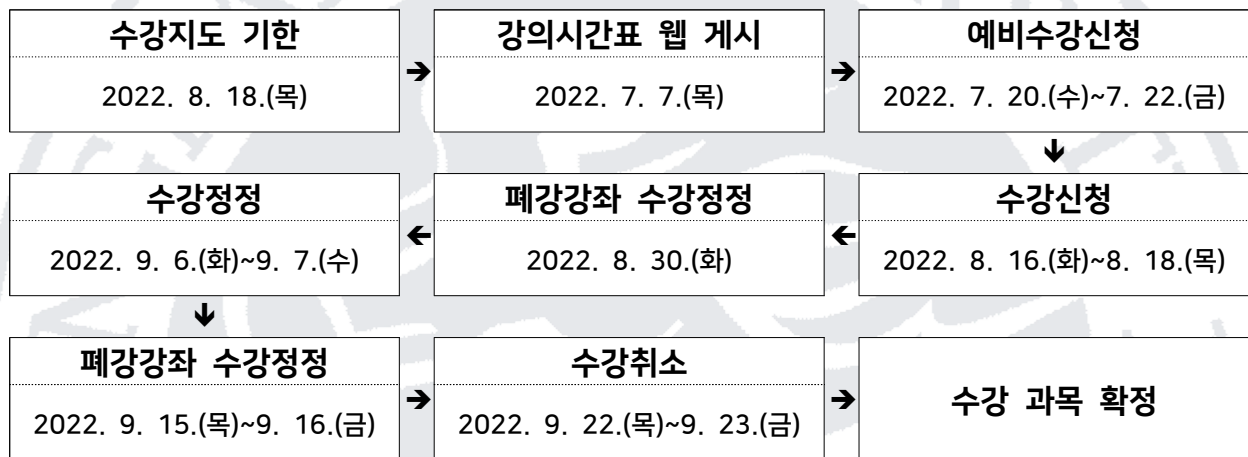 수강지도 기한
2022. 8. 18.(목)
➔
강의시간표 웹 게시
2022. 7. 7.(목)
➔
예비수강신청
2022. 7. 20.(수)~7. 22.(금)
🡳
수강신청
2022. 8. 16.(화)~8. 18.(목)
🡰
폐강강좌 수강정정
2022. 8. 30.(화)
🡰
수강정정
2022. 9. 6.(화)~9. 7.(수)
🡳
폐강강좌 수강정정
2022. 9. 15.(목)~9. 16.(금)
➔
수강취소
2022. 9. 22.(목)~9. 23.(금)
➔
수강 과목 확정